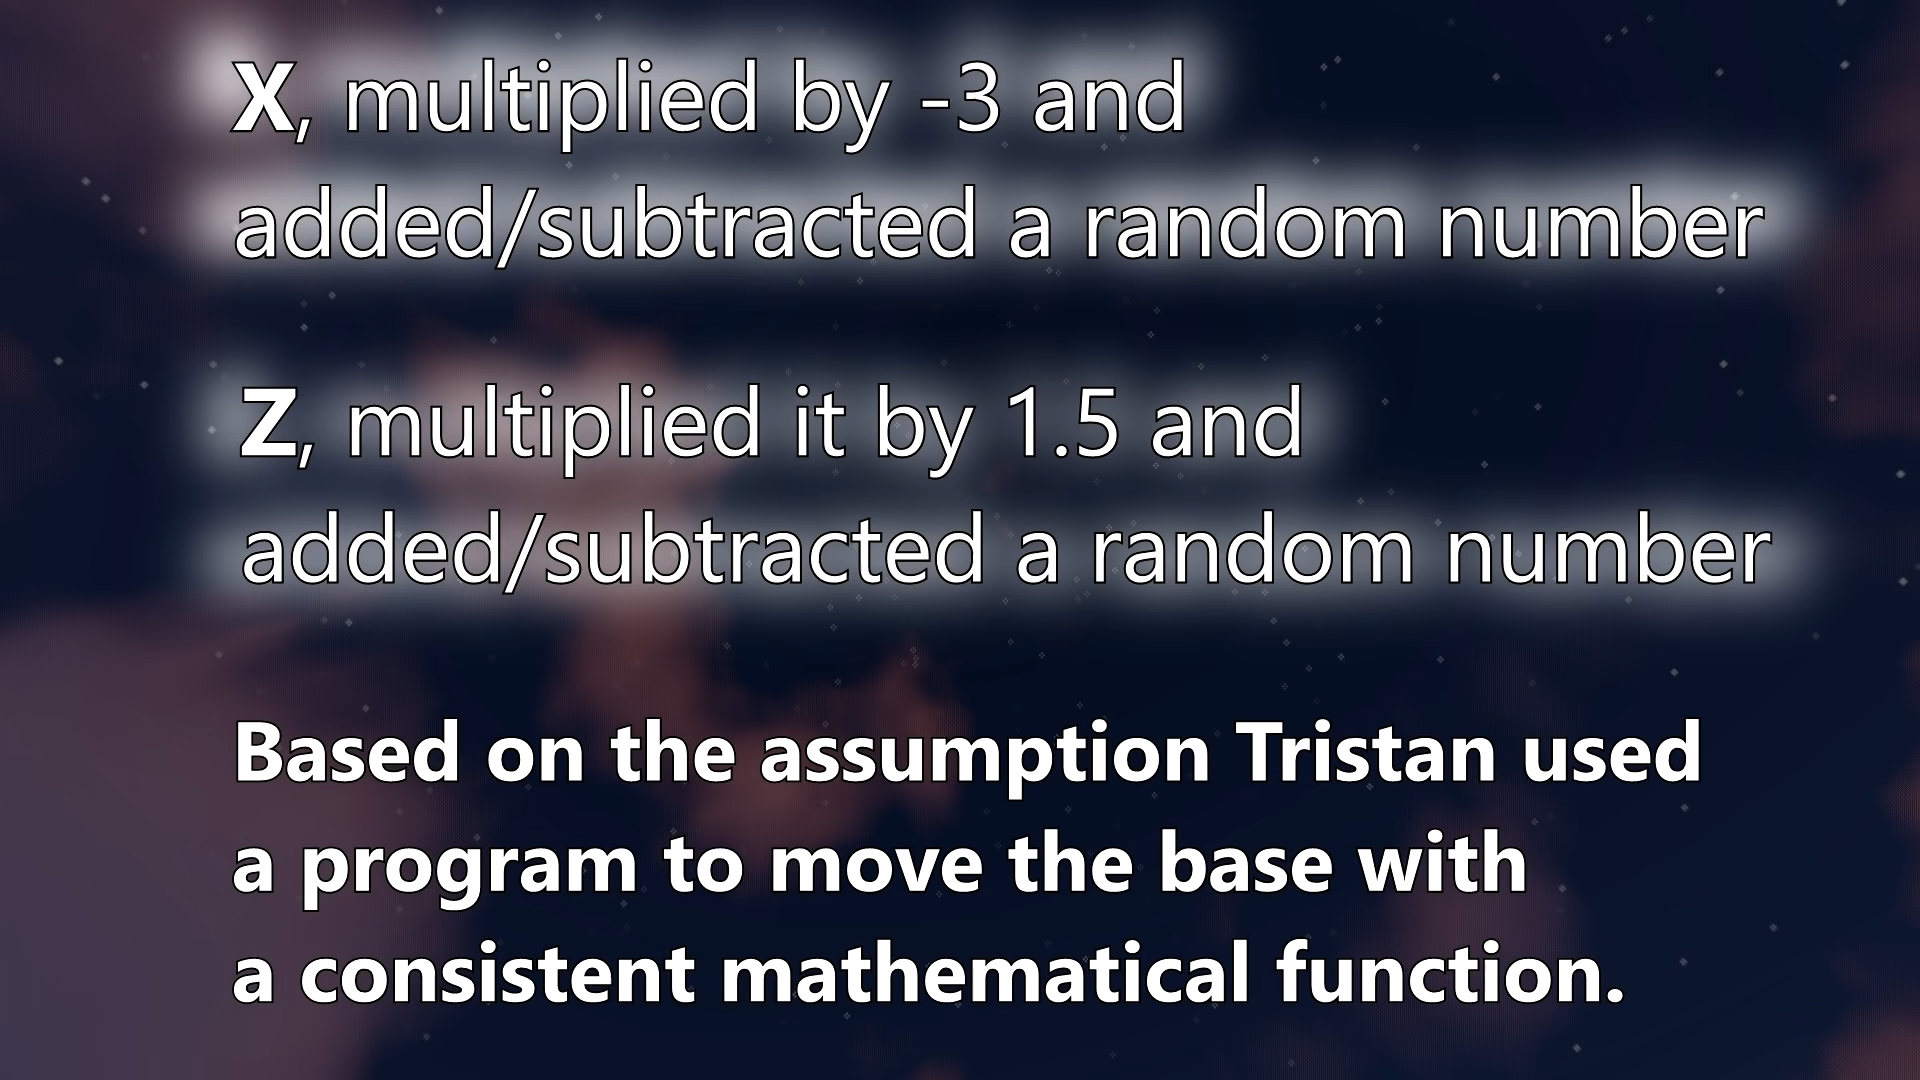 X, multiplied by -3 and
added/subtracted a random number
Z, multiplied it by 1.5 and
added/subtracted a random number
Based on the assumption Tristan used
a program to move the base with
a consistent mathematical function.